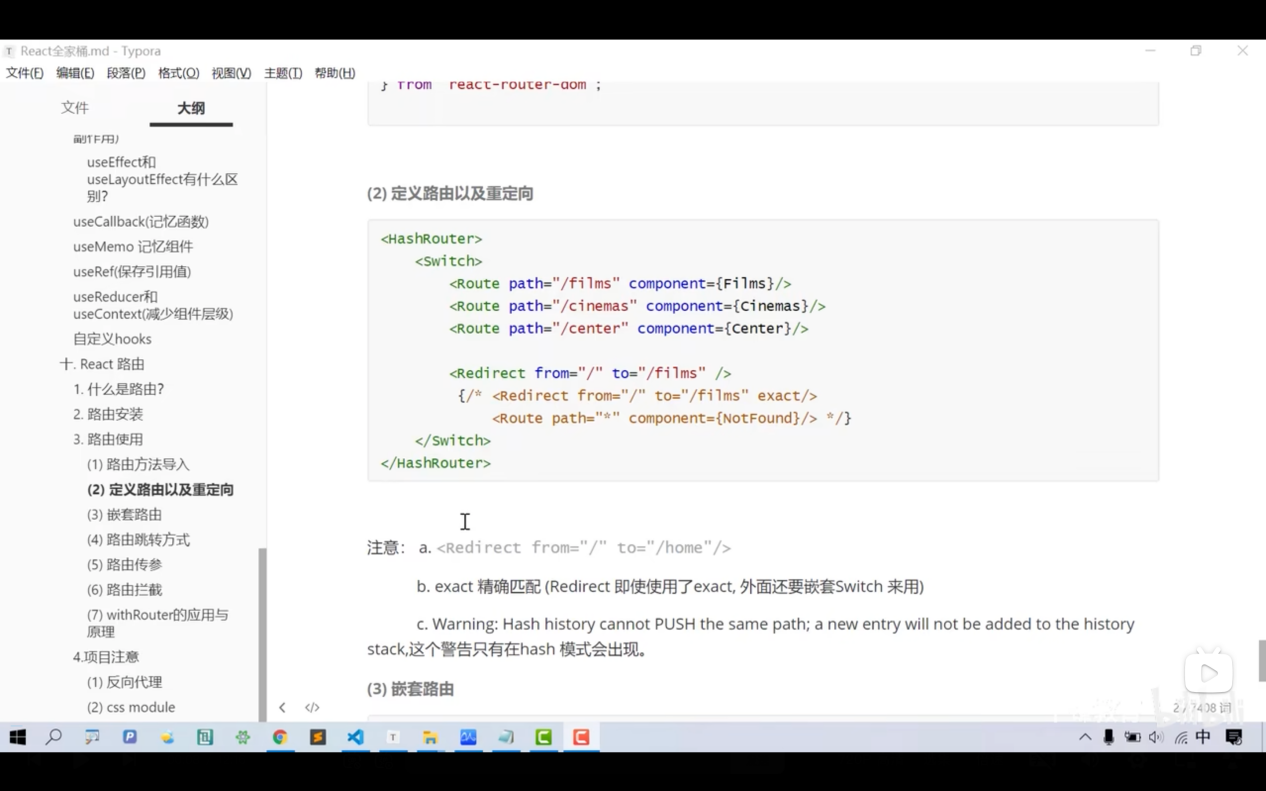 React全家桶.md - Typora
文件(F) 编辑(E) 段落(P) 格式(O) 视图(V) 主题(T) 帮助(H)
文件 大纲
副作用)
useEffect和
useLayoutEffect有什么区
别?
useCallback(记忆函数)
useMemo 记忆组件
useRef(保存引用值)
useReducer和
useContext(减少组件层级)
自定义hooks
十. React 路由
1. 什么是路由?
2. 路由安装
3. 路由使用
(1) 路由方法导入
(2) 定义路由以及重定向
(3) 嵌套路由
(4) 路由跳转方式
(5) 路由传参
(6) 路由拦截
(7) withRouter的应用与
原理
4.项目注意
(1) 反向代理
(2) css module
} from react-router-dom ;
(2) 定义路由以及重定向
<HashRouter>
<Switch>
<Route path="/films" component={Films}/>
<Route path="/cinemas" component={Cinemas}/>
<Route path="/center" component={Center}/>
<Redirect from="/" to="/films" />
{/* <Redirect from="/" to="/films" exact/>
<Route path="*" component={NotFound}/> */}
</Switch>
</HashRouter>
注意： a. <Redirect from="/" to="/home"/>
b. exact 精确匹配 (Redirect 即使使用了exact, 外面还要嵌套Switch 来用)
c. Warning: Hash history cannot PUSH the same path; a new entry will not be added to the history
stack,这个警告只有在hash 模式会出现。
(3) 嵌套路由
2 / 7408 词
bilibili
中